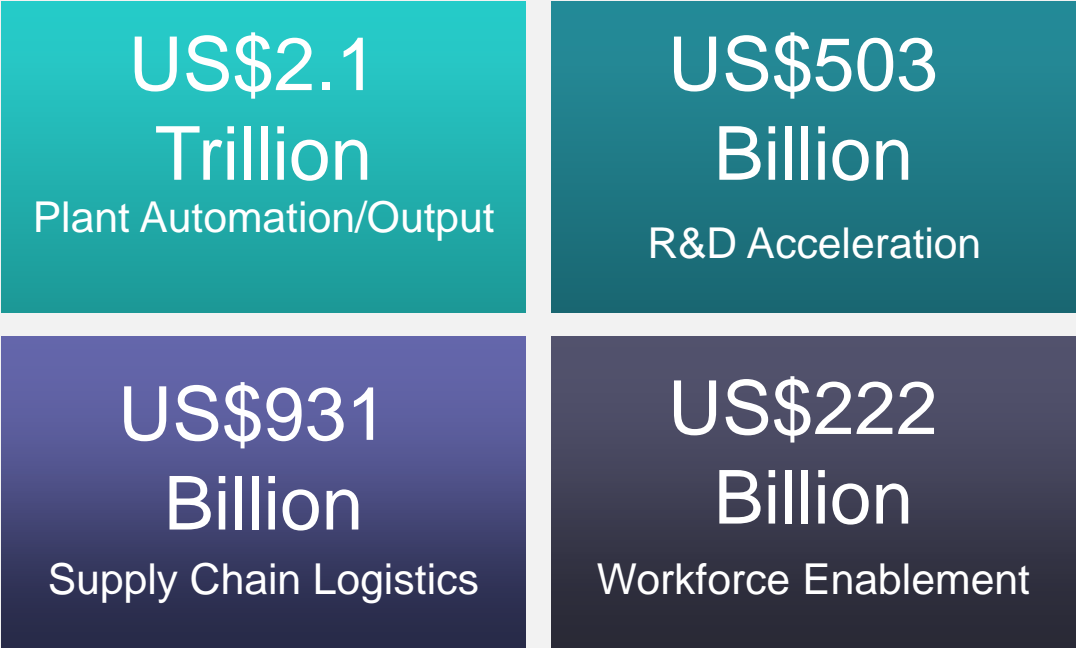 US$2.1
Trillion
Plant Automation/Output
US$503
Billion
R&D Acceleration
US$931
Billion
Supply Chain Logistics
US$222
Billion
Workforce Enablement